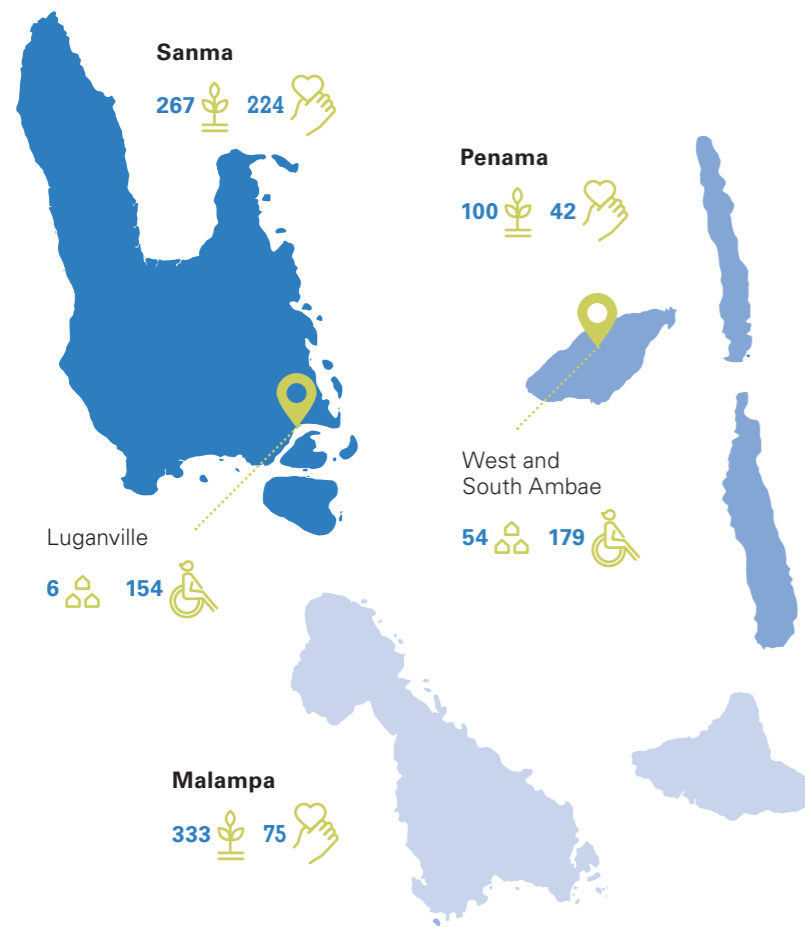 Sanma
267 224
Penama
100 42
West and
South Ambae
54 179
Luganville
6 154
Malampa
333 75